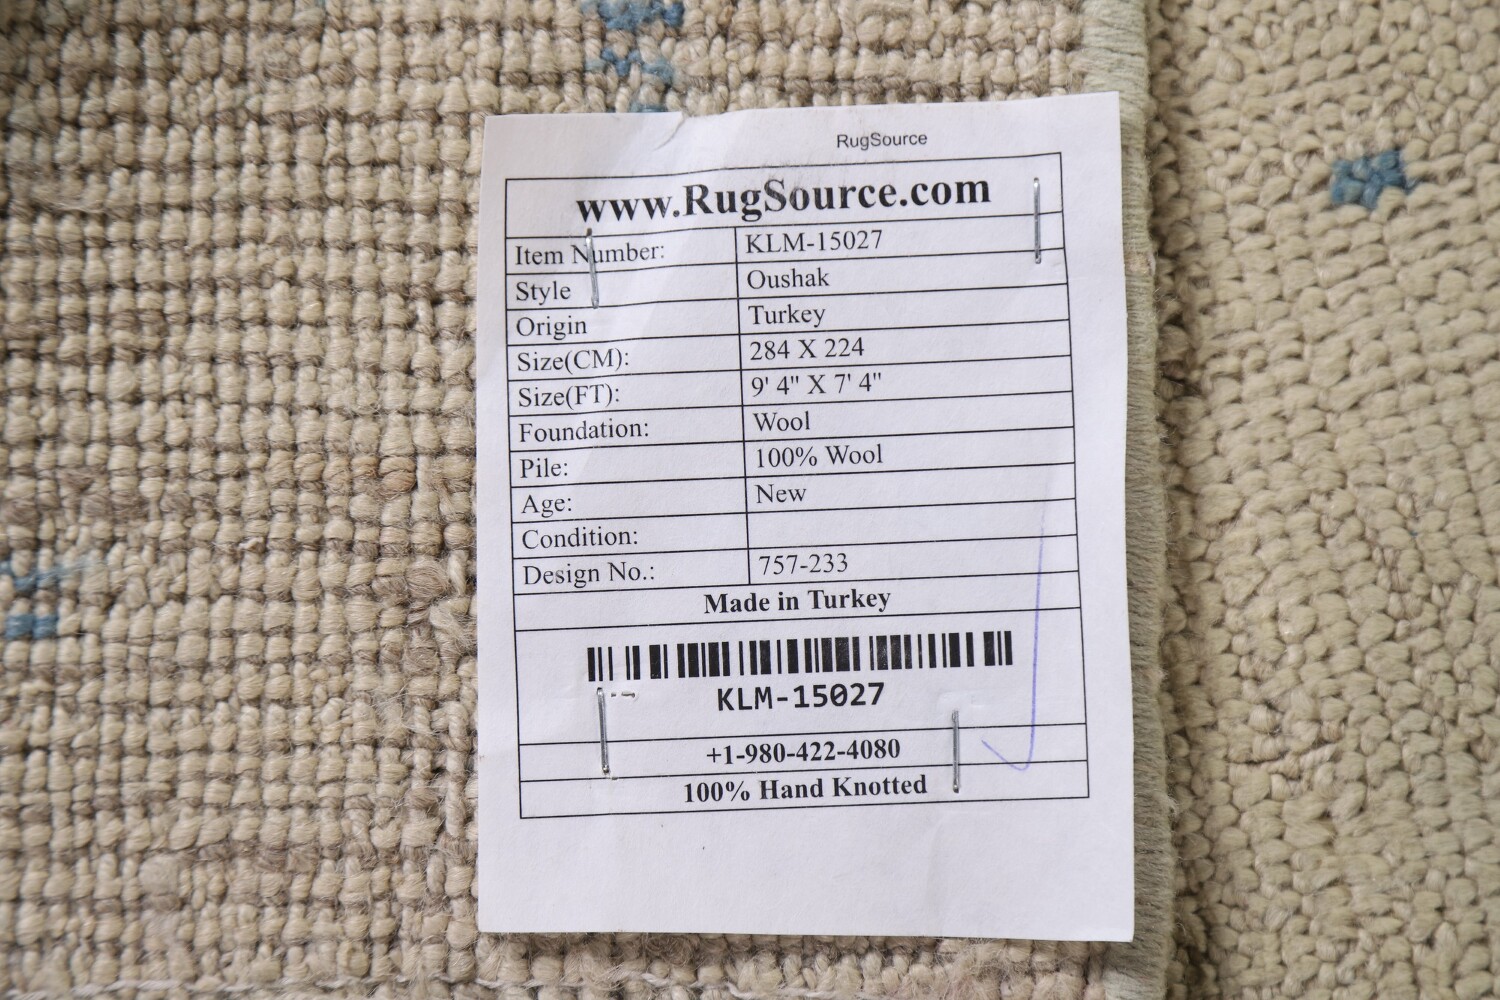 RugSource
www.RugSource.com
Item Number: KLM-15027
Style Oushak
Origin Turkey
Size(CM): 284 X 224
Size(FT): 9' 4" X 7' 4"
Foundation: Wool
Pile: 100% Wool
Age: New
Condition:
Design No.: 757-233
Made in Turkey
KLM-15027
+1-980-422-4080
100% Hand Knotted